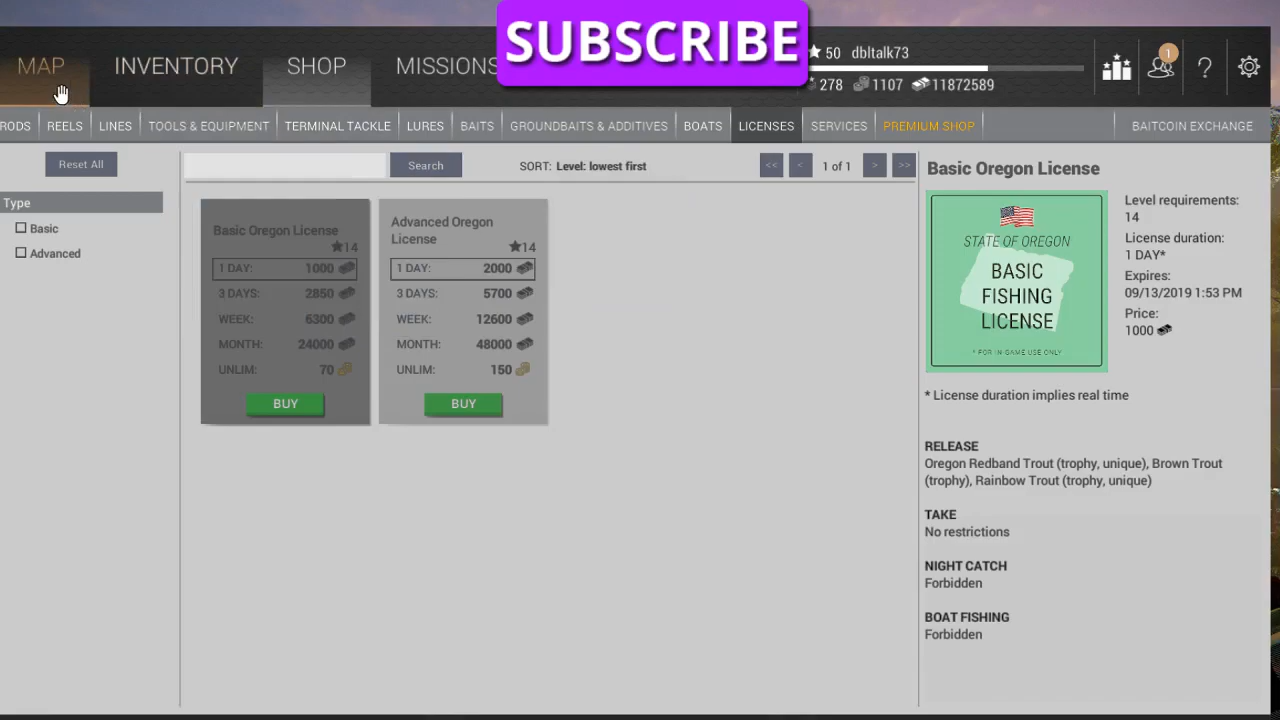 SUBSCRIBE
MAP INVENTORY SHOP MISSIONS
50 dbltalk73
278 1107 11872589
1
?
RODS REELS LINES TOOLS & EQUIPMENT TERMINAL TACKLE LURES BAITS GROUNDBAITS & ADDITIVES BOATS LICENSES SERVICES PREMIUM SHOP BAITCOIN EXCHANGE
Reset All Search SORT: Level: lowest first << < 1 of 1 > >>
Type
Basic
Advanced
Basic Oregon License
14
1 DAY: 1000
3 DAYS: 2850
WEEK: 6300
MONTH: 24000
UNLIM: 70
BUY
Advanced Oregon
License
14
1 DAY: 2000
3 DAYS: 5700
WEEK: 12600
MONTH: 48000
UNLIM: 150
BUY
Basic Oregon License
STATE OF OREGON
BASIC
FISHING
LICENSE
* FOR IN-GAME USE ONLY
Level requirements:
14
License duration:
1 DAY*
Expires:
09/13/2019 1:53 PM
Price:
1000
* License duration implies real time
RELEASE
Oregon Redband Trout (trophy, unique), Brown Trout
(trophy), Rainbow Trout (trophy, unique)
TAKE
No restrictions
NIGHT CATCH
Forbidden
BOAT FISHING
Forbidden